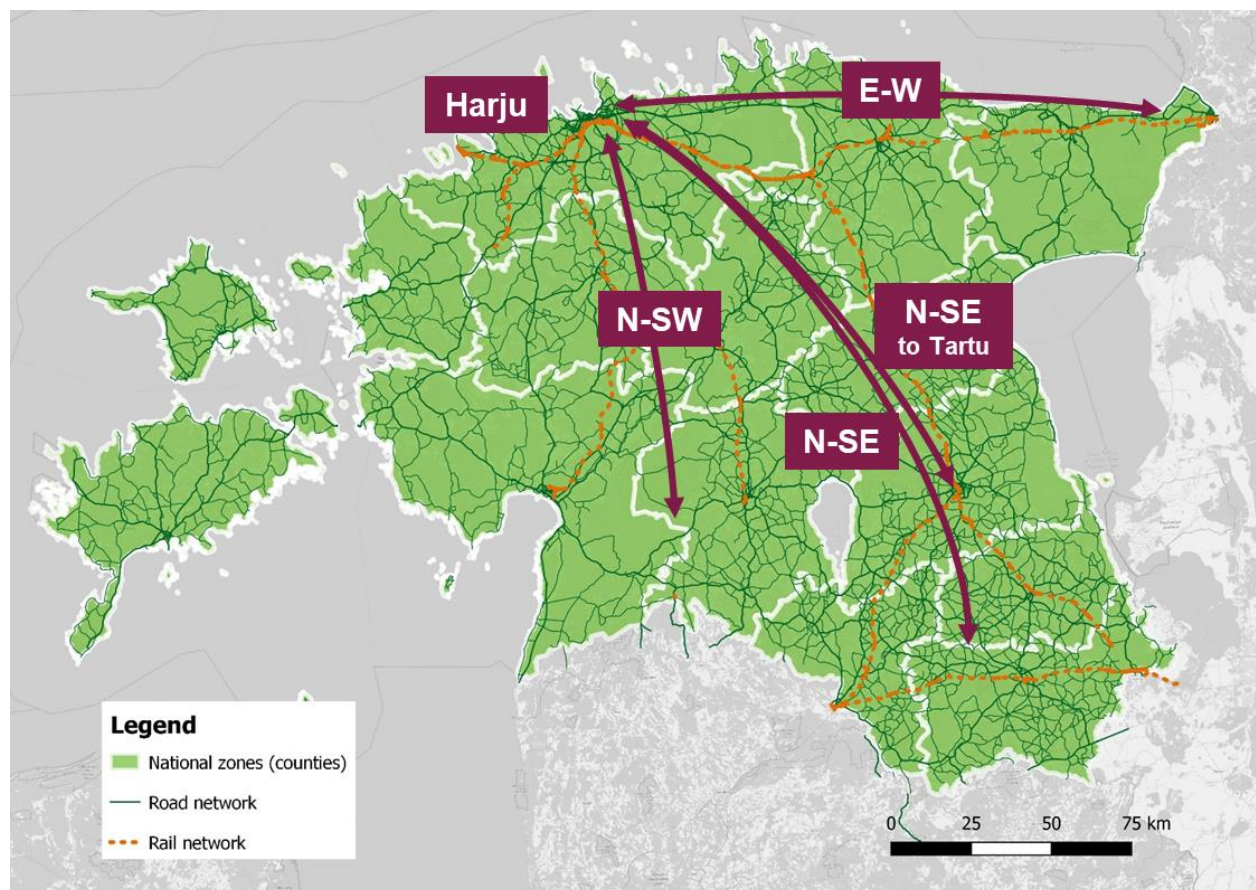 E-W
Harju
N-SW
N-SE
to Tartu
N-SE
Legend
National zones (counties)
Road network
Rail network
0 25 50 75 km